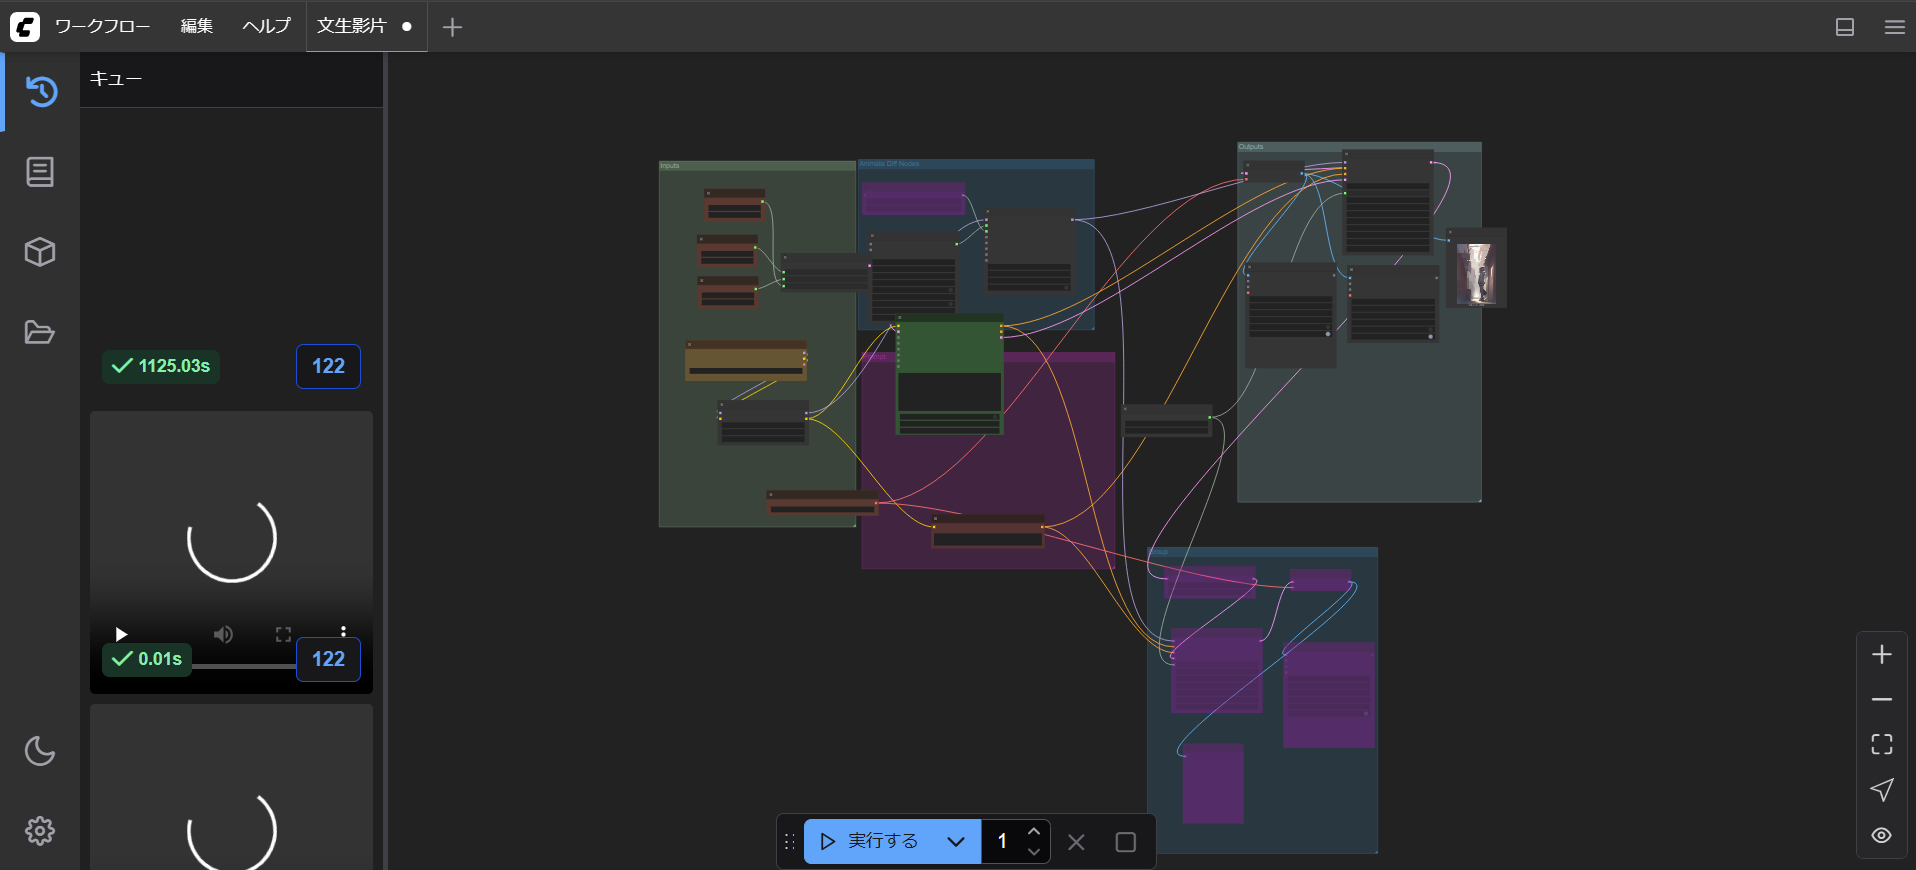 ワークフロー 編集 ヘルプ 文生影片
キュー
1125.03s 122
0.01s 122
Inputs
Animate Diff Nodes
Outputs
Group
実行する 1